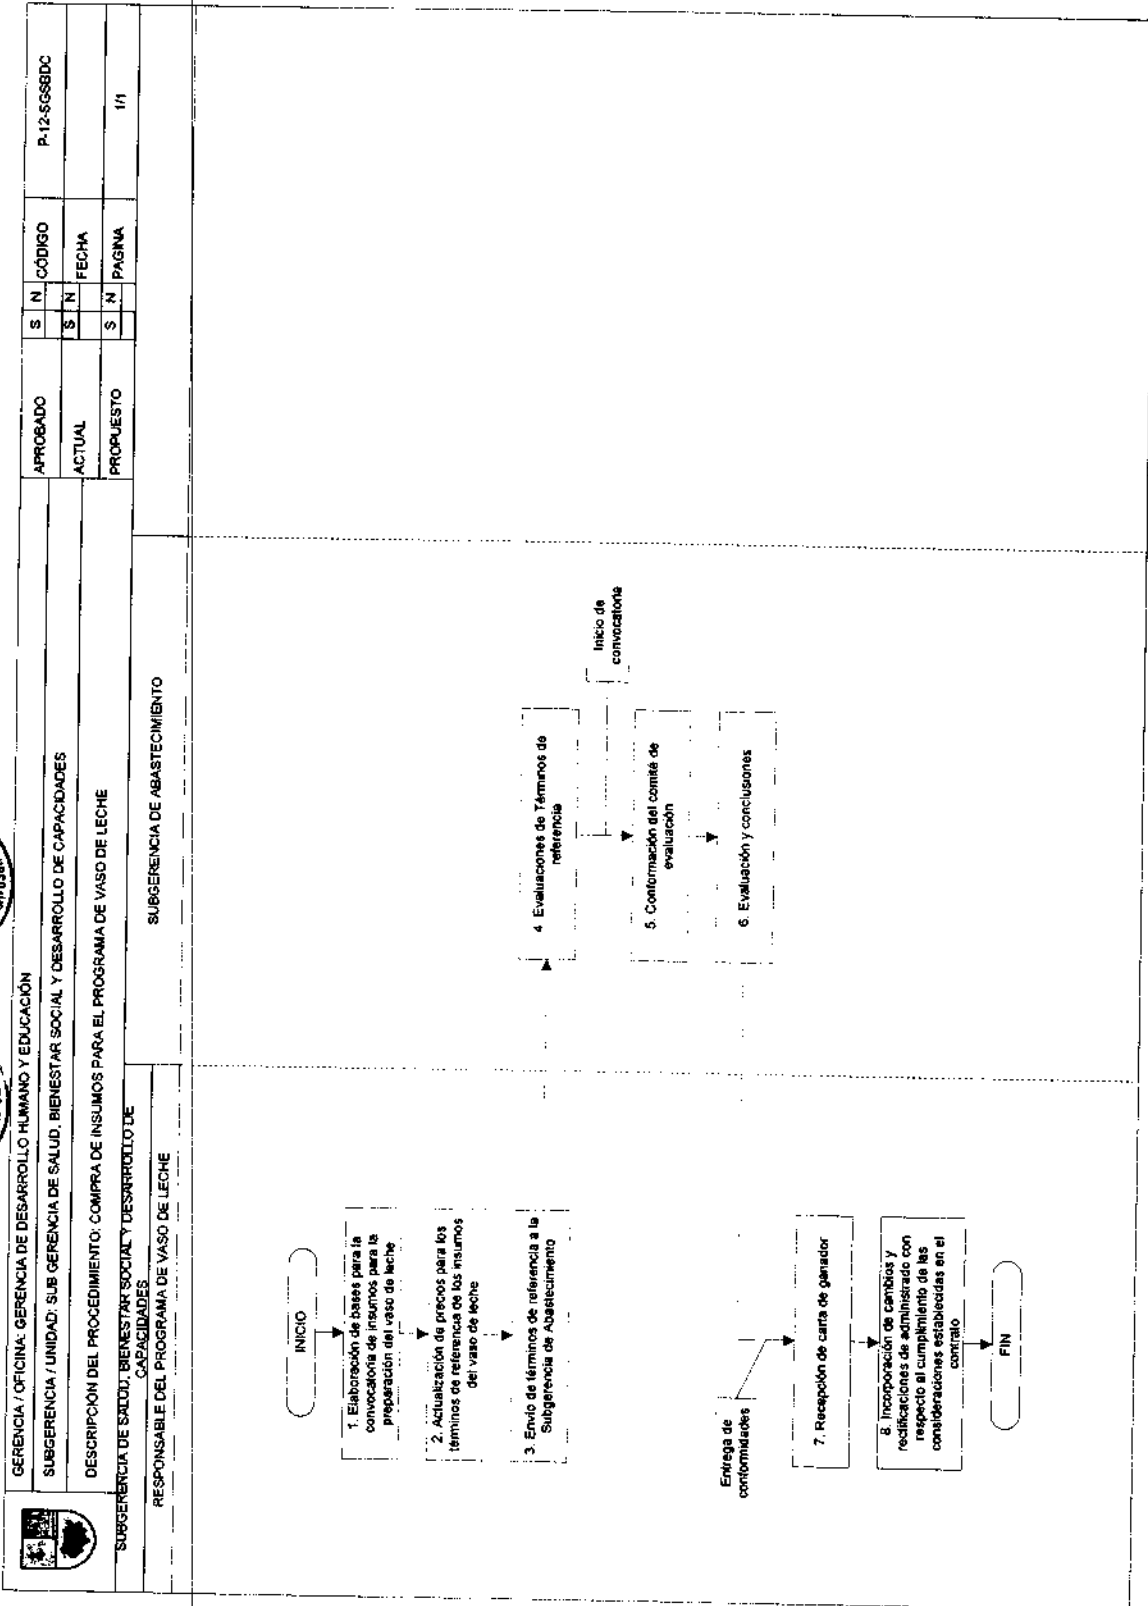 GERENCIA / OFICINA: GERENCIA DE DESARROLLO HUMANO Y EDUCACIÓN
SUBGERENCIA / UNIDAD: SUB GERENCIA DE SALUD, BIENESTAR SOCIAL Y DESARROLLO DE CAPACIDADES
DESCRIPCIÓN DEL PROCEDIMIENTO: COMPRA DE INSUMOS PARA EL PROGRAMA DE VASO DE LECHE
APROBADO
S N
CÓDIGO
P-12-SGSBDC
ACTUAL
S N
FECHA
PROPUESTO
S N
PAGINA
1/1
SUBGERENCIA DE SALUD, BIENESTAR SOCIAL Y DESARROLLO DE
CAPACIDADES
RESPONSABLE DEL PROGRAMA DE VASO DE LECHE
SUBGERENCIA DE ABASTECIMIENTO
INICIO
1. Elaboración de bases para la
convocatoria de insumos para la
preparación del vaso de leche
2. Actualización de precios para los
términos de referencia de los insumos
del vaso de leche
3. Envio de términos de referencia a la
Subgerencia de Abastecimiento
4. Evaluaciones de Términos de
referencia
Inicio de
convocatoria
5. Conformación del comité de
evaluación
6. Evaluación y conclusiones
Entrega de
conformidades
7. Recepción de carta de ganador
8. Incorporación de cambios y
rectificaciones de administrado con
respecto al cumplimiento de las
consideraciones establecidas en el
contrato
FIN